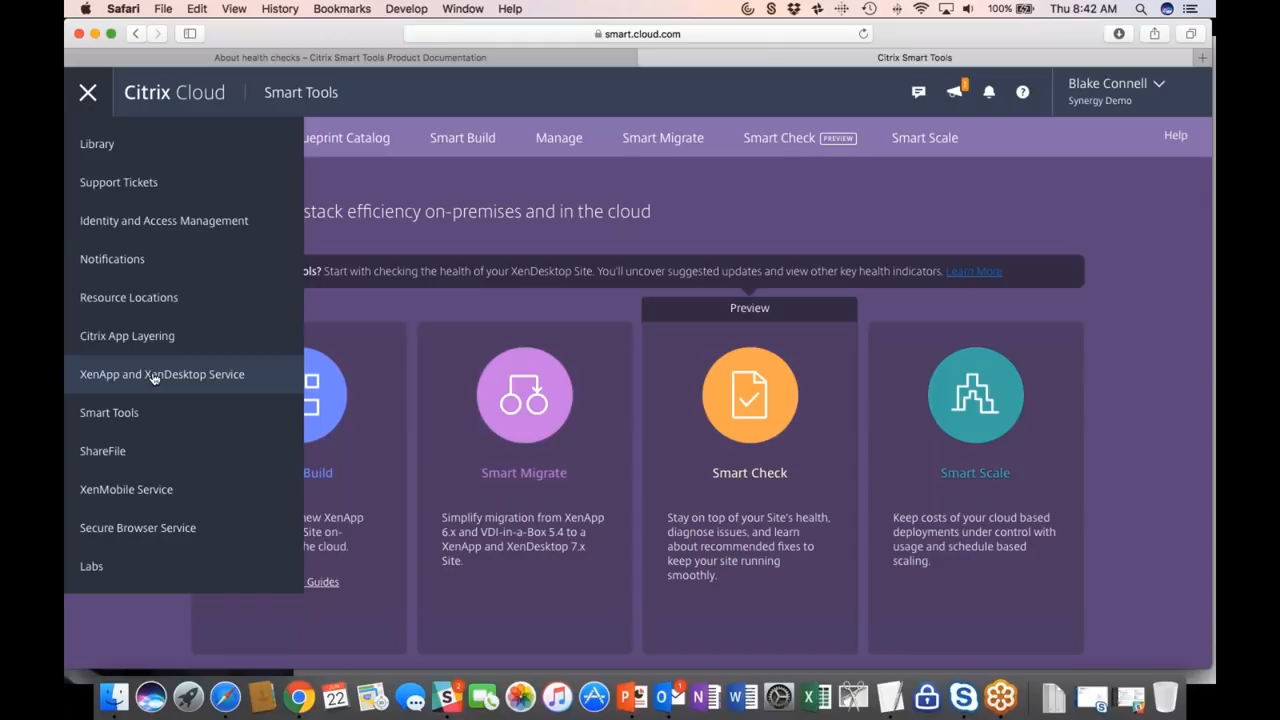 Safari File Edit View History Bookmarks Develop Window Help 100% Thu 8:42 AM
smart.cloud.com
About health checks – Citrix Smart Tools Product Documentation
Citrix Smart Tools
Citrix Cloud
Smart Tools
Blake Connell
Synergy Demo
Library
Support Tickets
Identity and Access Management
Notifications
Resource Locations
Citrix App Layering
XenApp and XenDesktop Service
Smart Tools
ShareFile
XenMobile Service
Secure Browser Service
Labs
ueprint Catalog
Smart Build
Manage
Smart Migrate
Smart Check PREVIEW
Smart Scale
Help
stack efficiency on-premises and in the cloud
ols? Start with checking the health of your XenDesktop Site. You'll uncover suggested updates and view other key health indicators. Learn More
Preview
Build
new XenApp
Site on-
he cloud.
Guides
Smart Migrate
Simplify migration from XenApp
6.x and VDI-in-a Box 5.4 to a
XenApp and XenDesktop 7.x
Site.
Smart Check
Stay on top of your Site's health,
diagnose issues, and learn
about recommended fixes to
keep your site running
smoothly.
Smart Scale
Keep costs of your cloud based
deployments under control with
usage and schedule based
scaling.
22